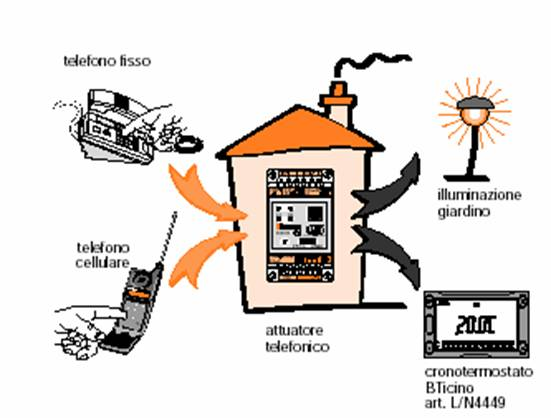 telefono fisso
illuminazione
giardino
telefono
cellulare
20.0C
attuatore
telefonico
cronotermostato
BTicino
art. L/N4449